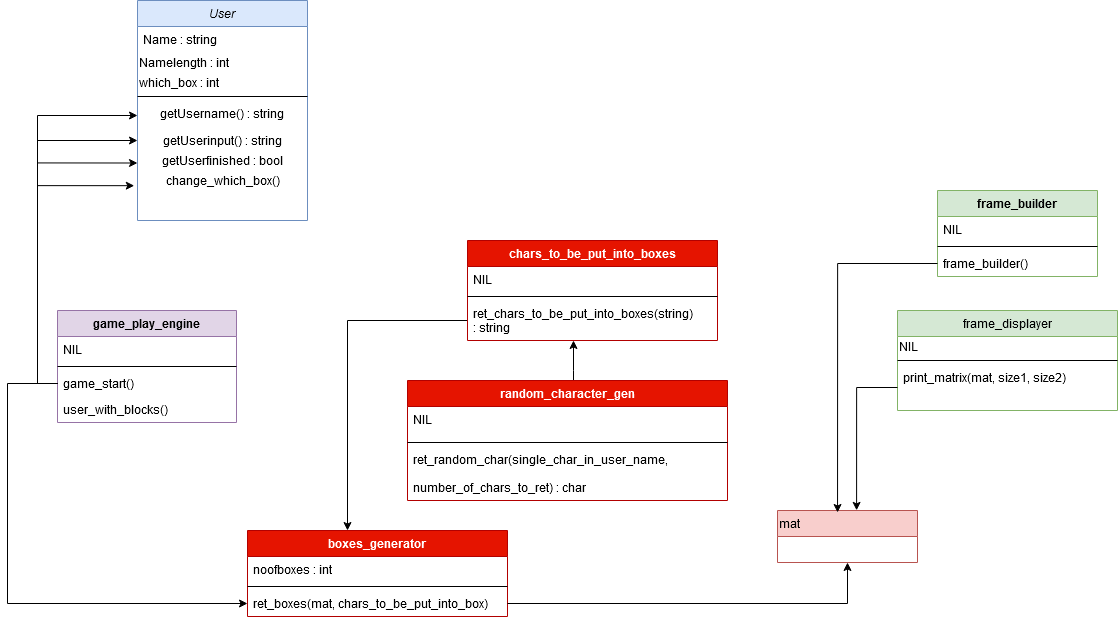 User
Name : string
Namelength : int
which_box : int
getUsername() : string
getUserinput() : string
getUserfinished : bool
change_which_box()
frame_builder
NIL
frame_builder()
chars_to_be_put_into_boxes
NIL
ret_chars_to_be_put_into_boxes(string)
: string
game_play_engine
NIL
game_start()
user_with_blocks()
frame_displayer
NIL
print_matrix(mat, size1, size2)
random_character_gen
NIL
ret_random_char(single_char_in_user_name,
number_of_chars_to_ret) : char
mat
boxes_generator
noofboxes : int
ret_boxes(mat, chars_to_be_put_into_box)